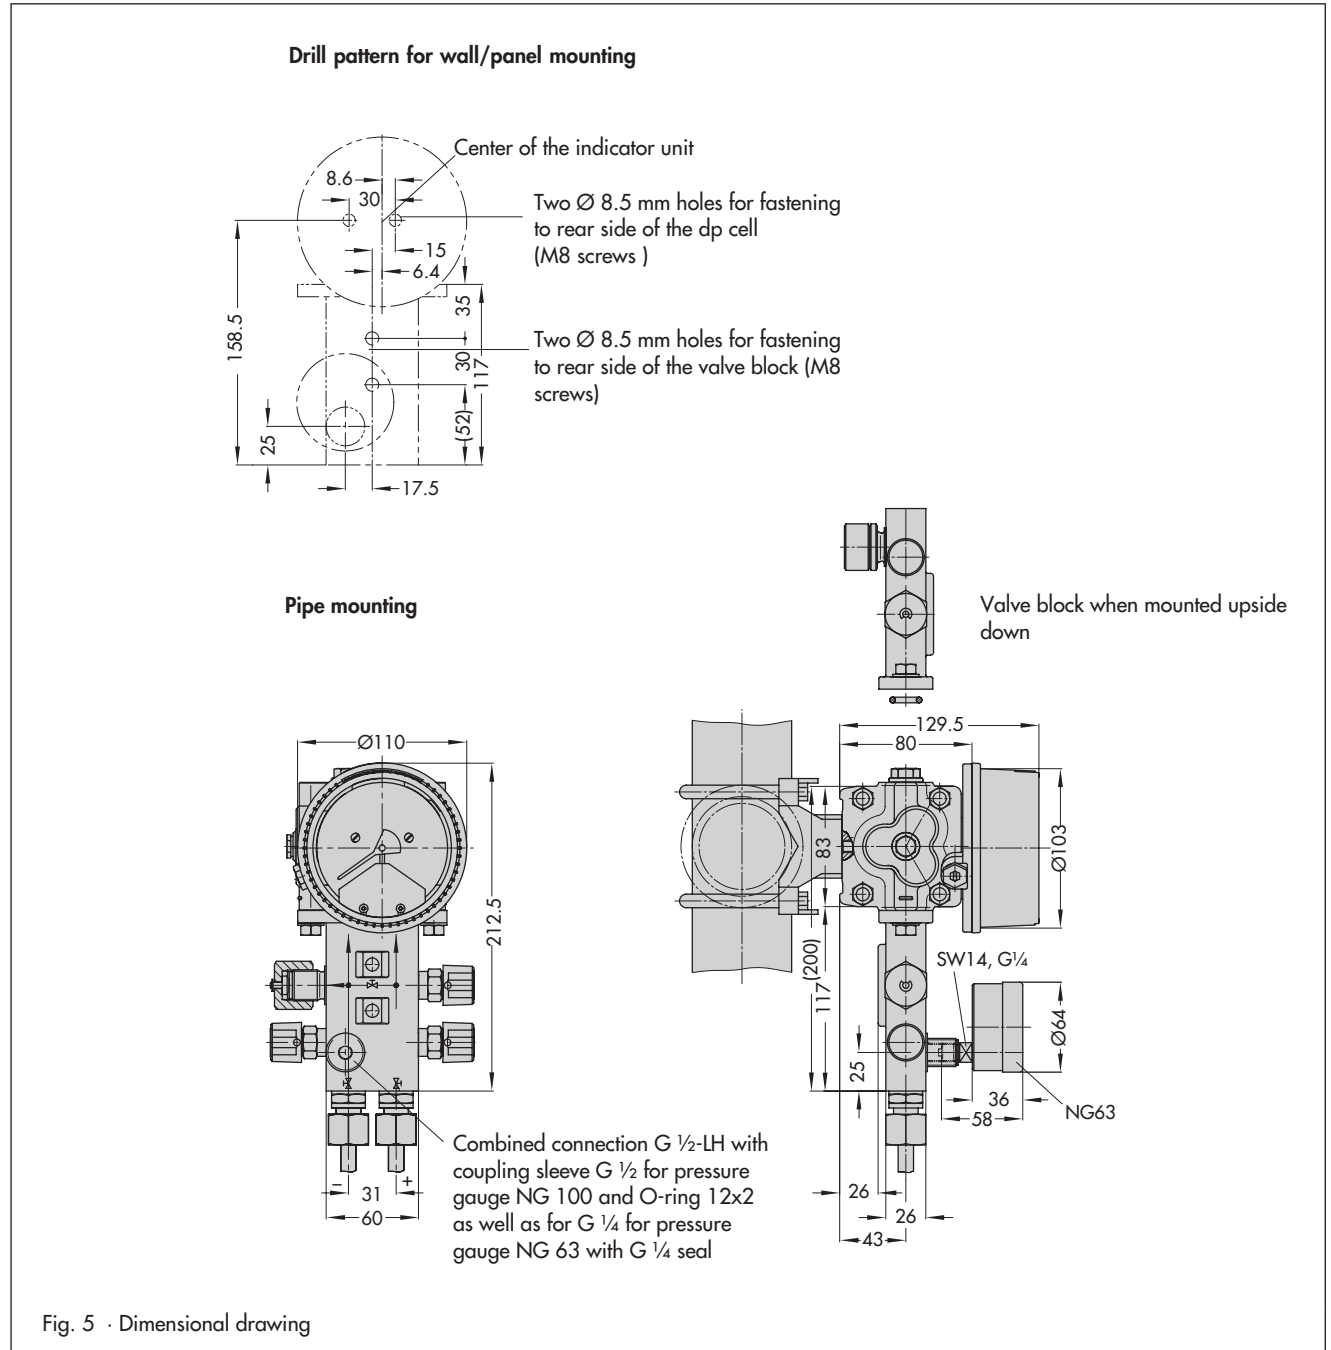 Drill pattern for wall/panel mounting
Center of the indicator unit
8.6
30
Two Ø 8.5 mm holes for fastening
to rear side of the dp cell
(M8 screws )
15
6.4
35
158.5
Two Ø 8.5 mm holes for fastening
to rear side of the valve block (M8
screws)
30
117
(52)
25
17.5
Pipe mounting
Valve block when mounted upside
down
129.5
80
Ø110
83
Ø103
212.5
(200)
117
SW14, G¼
Ø64
25
36
58
NG63
Combined connection G ½-LH with
coupling sleeve G ½ for pressure
gauge NG 100 and O-ring 12x2
as well as for G ¼ for pressure
gauge NG 63 with G ¼ seal
– +
31
60
26
26
43
Fig. 5 · Dimensional drawing